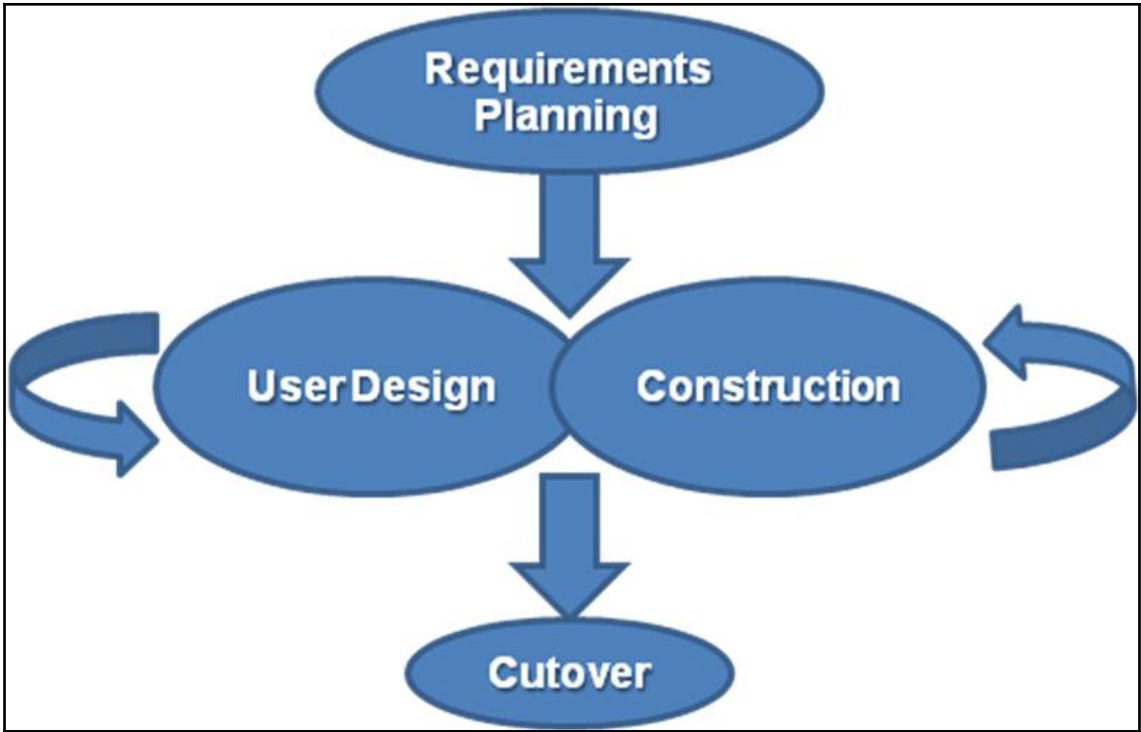 Requirements
Planning
User Design
Construction
Cutover